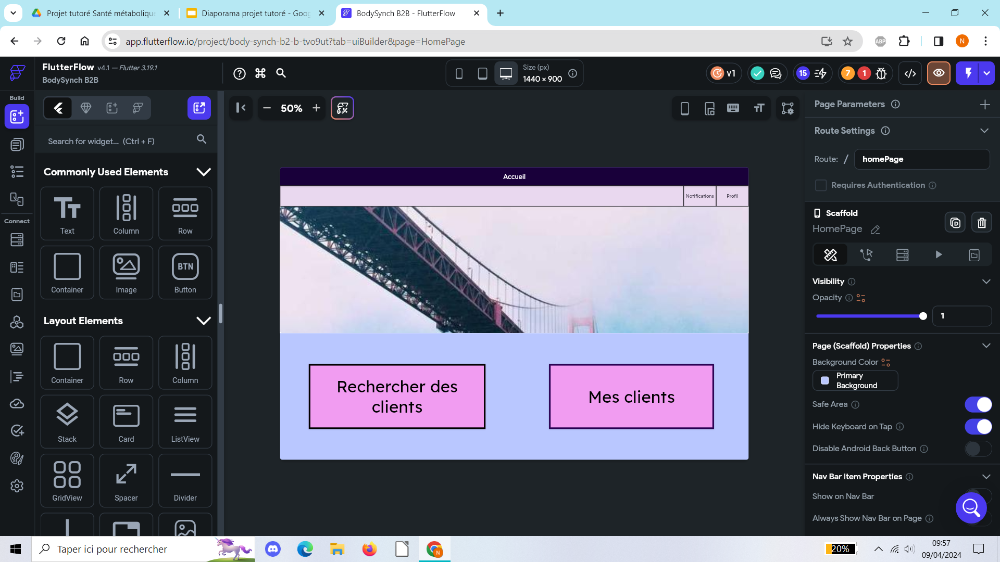 Projet tutoré Santé métabolique
Diaporama projet tutoré - Goog
BodySynch B2B - FlutterFlow
app.flutterflow.io/project/body-synch-b2-b-tvo9ut?tab=uiBuilder&page=HomePage
ABP
N
FlutterFlow v4.1 — Flutter 3.19.1
BodySynch B2B
Size (px)
1440 × 900
v1
15
7
1
Build
50%
Page Parameters
Search for widget... (Ctrl + F)
Route Settings
Route: / homePage
Requires Authentication
Commonly Used Elements
Text
Column
Row
BTN
Container
Image
Button
Connect
Layout Elements
Container
Row
Column
Stack
Card
ListView
GridView
Spacer
Divider
Accueil
Notifications
Profil
Rechercher des
clients
Mes clients
Scaffold
HomePage
Visibility
Opacity
1
Page (Scaffold) Properties
Background Color
Primary
Background
Safe Area
Hide Keyboard on Tap
Disable Android Back Button
Nav Bar Item Properties
Show on Nav Bar
Always Show Nav Bar on Page
Taper ici pour rechercher
N
20%
09:57
09/04/2024